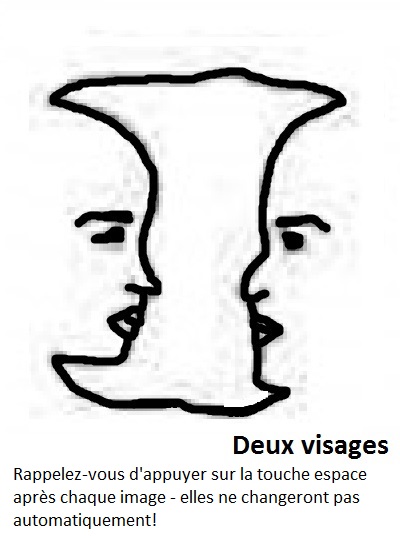 Deux visages
Rappelez-vous d'appuyer sur la touche espace
après chaque image - elles ne changeront pas
automatiquement!